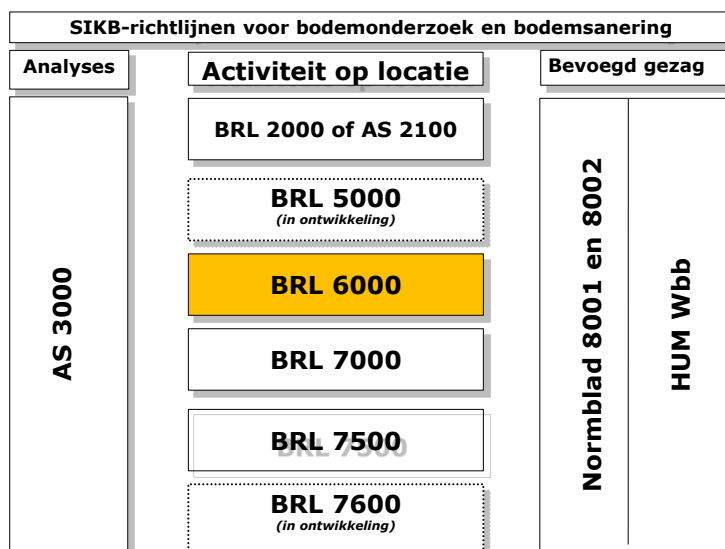 SIKB-richtlijnen voor bodemonderzoek en bodemsanering
Analyses
Activiteit op locatie
Bevoegd gezag
AS 3000
BRL 2000 of AS 2100
BRL 5000
(in ontwikkeling)
BRL 6000
BRL 7000
BRL 7500
BRL 7600
(in ontwikkeling)
Normblad 8001 en 8002
HUM Wbb